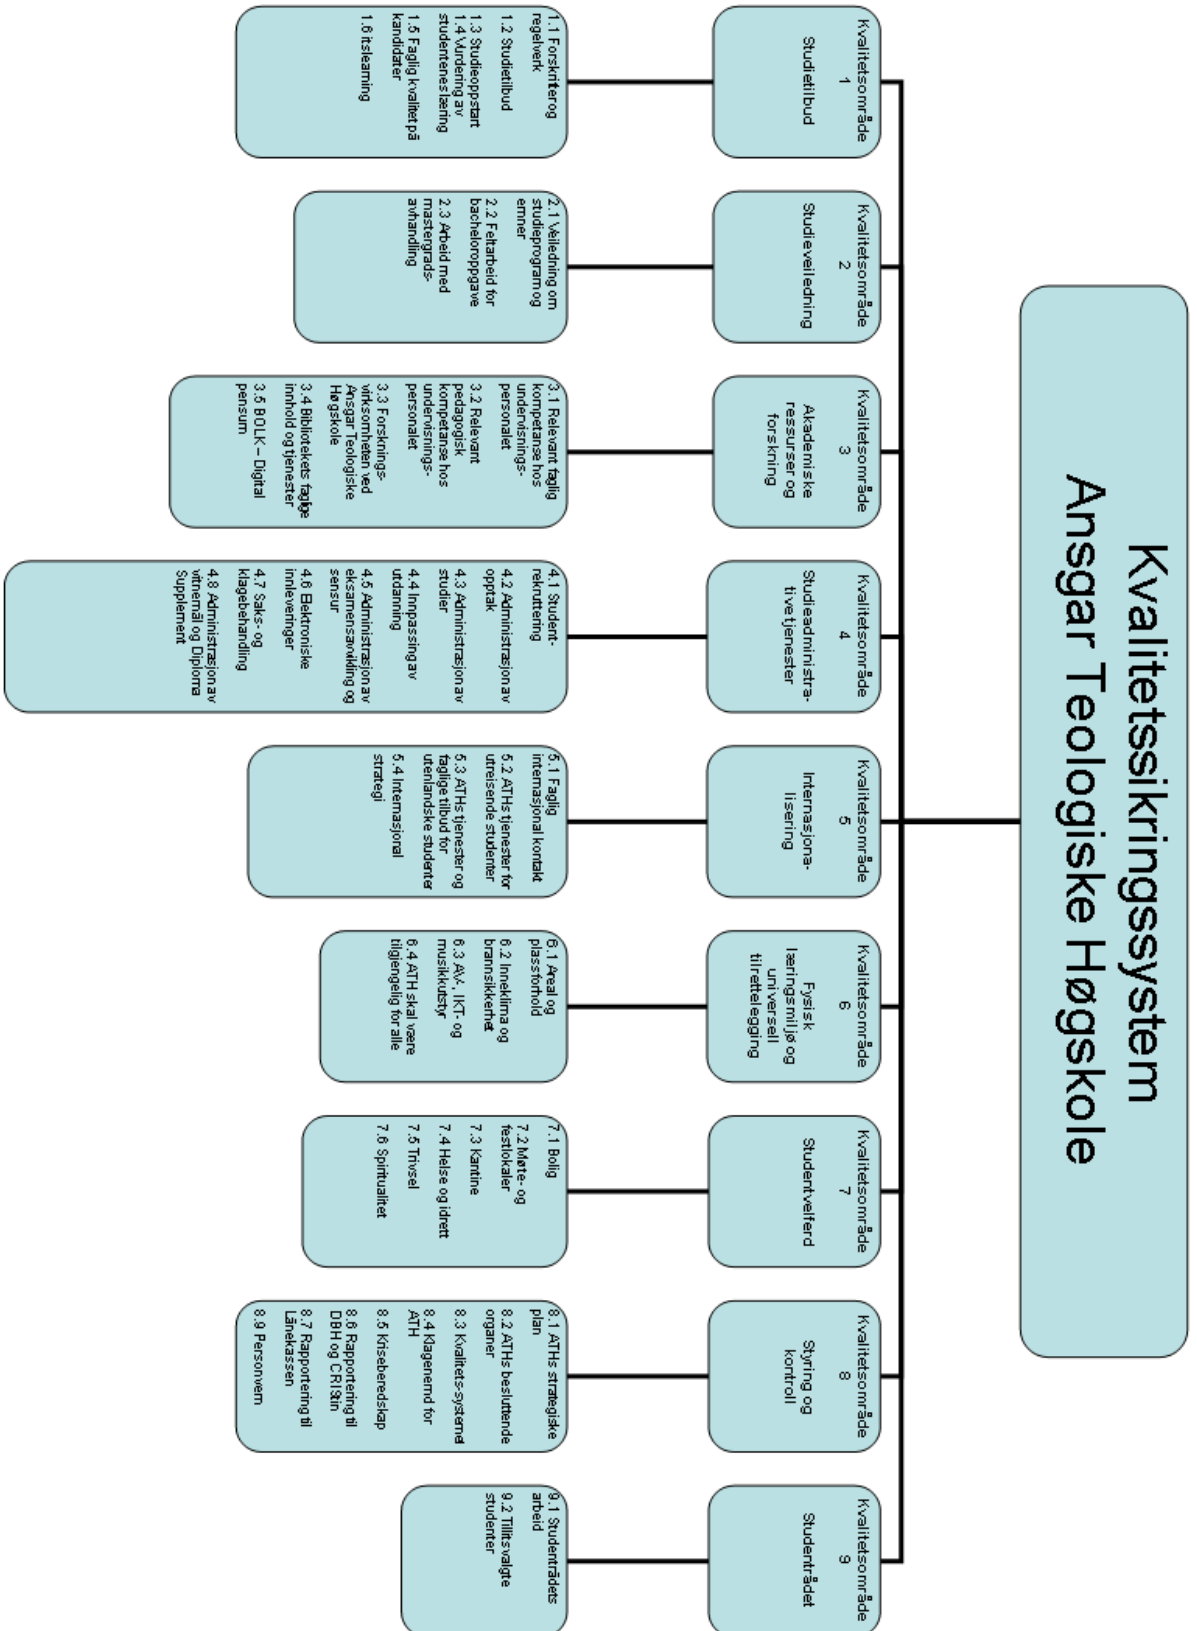 Kvalitetssikringssystem
Ansgar Teologiske Høgskole
Kvalitetsområde
1
Studietilbud
1.1 Forskrifter og
regelverk
1.2 Studietilbud
1.3 Studieoppstart
1.4 Vurdering av
studentenes læring
1.5 Faglig kvalitet på
kandidater
1.6 itslearning
Kvalitetsområde
2
Studieveiledning
2.1 Veiledning om
studieprogram og
emner
2.2 Feltarbeid for
bacheloroppgave
2.3 Arbeid med
mastergrads-
avhandling
Kvalitetsområde
3
Akademiske
ressurser og
forskning
3.1 Relevant faglig
kompetanse hos
undervisnings-
personalet
3.2 Relevant
pedagogisk
kompetanse hos
undervisnings-
personalet
3.3 Forsknings-
virksomheten ved
Ansgar Teologiske
Høgskole
3.4 Bibliotekets faglige
innhold og tjenester
3.5 BOLK – Digital
pensum
Kvalitetsområde
4
Studieadministra-
tive tjenester
4.1 Student-
rekruttering
4.2 Administrasjon av
opptak
4.3 Administrasjon av
studier
4.4 Innpassing av
utdanning
4.5 Administrasjon av
eksamensavvikling og
sensur
4.6 Elektroniske
innleveringer
4.7 Saks- og
klagebehandling
4.8 Administrasjon av
vitnemål og Diploma
Supplement
Kvalitetsområde
5
Internasjona-
lisering
5.1 Faglig
internasjonal kontakt
5.2 ATHs tjenester for
utreisende studenter
5.3 ATHs tjenester og
faglige tilbud for
utenlandske studenter
5.4 Internasjonal
strategi
Kvalitetsområde
6
Fysisk
læringsmiljø og
universell
tilrettelegging
6.1 Areal og
plassforhold
6.2 Inneklima og
brannsikkerhet
6.3 AV-, IKT- og
musikkutstyr
6.4 ATH skal være
tilgjengelig for alle
Kvalitetsområde
7
Studentvelferd
7.1 Bolig
7.2 Møte- og
festlokaler
7.3 Kantine
7.4 Helse og idrett
7.5 Trivsel
7.6 Spiritualitet
Kvalitetsområde
8
Styring og
kontroll
8.1 ATHs strategiske
plan
8.2 ATHs besluttende
organer
8.3 Kvalitets-systemet
8.4 Klagenemd for
ATH
8.5 Kriseberedskap
8.6 Rapportering til
DBH og CRIStin
8.7 Rapportering til
Lånekassen
8.9 Personvern
Kvalitetsområde
9
Studentrådet
9.1 Studentrådets
arbeid
9.2 Tillitsvalgte
studenter